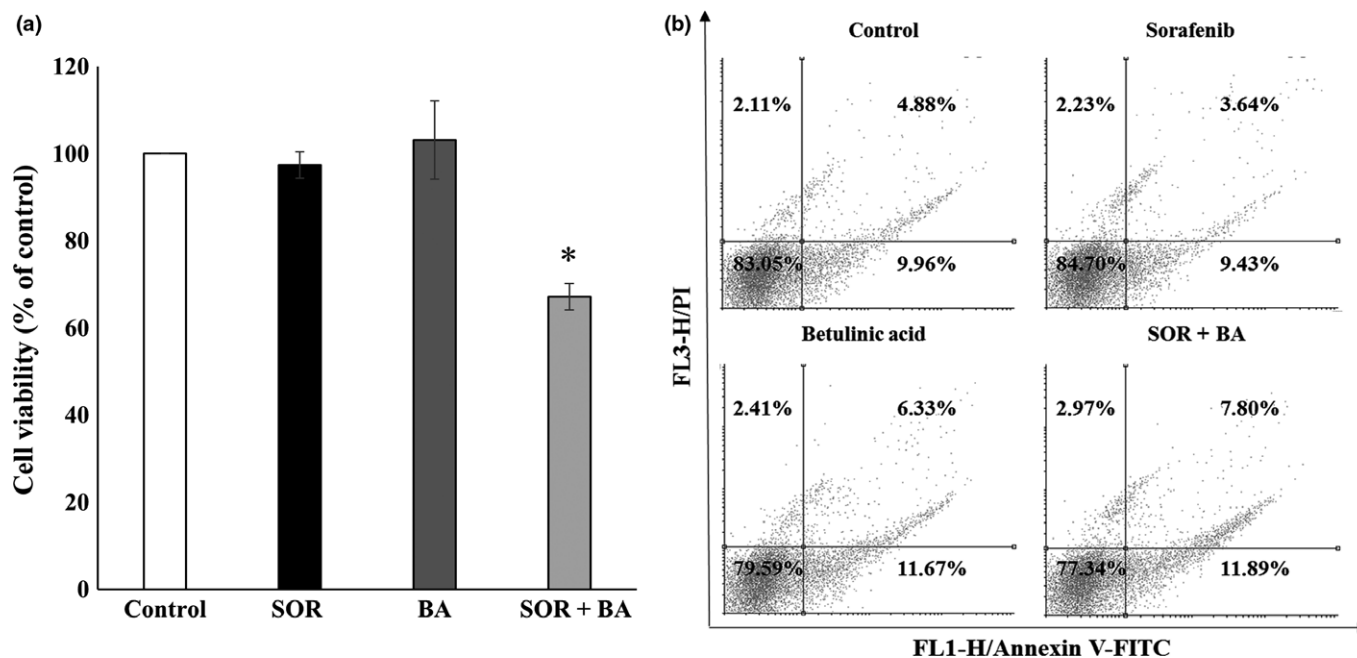 (a)
Cell viability (% of control)
120
100
80
60
40
20
0
*
Control SOR BA SOR + BA
(b)
FL3-H/PI
Control Sorafenib
2.11% 4.88% 2.23% 3.64%
83.05% 9.96% 84.70% 9.43%
Betulinic acid SOR + BA
2.41% 6.33% 2.97% 7.80%
79.59% 11.67% 77.34% 11.89%
FL1-H/Annexin V-FITC